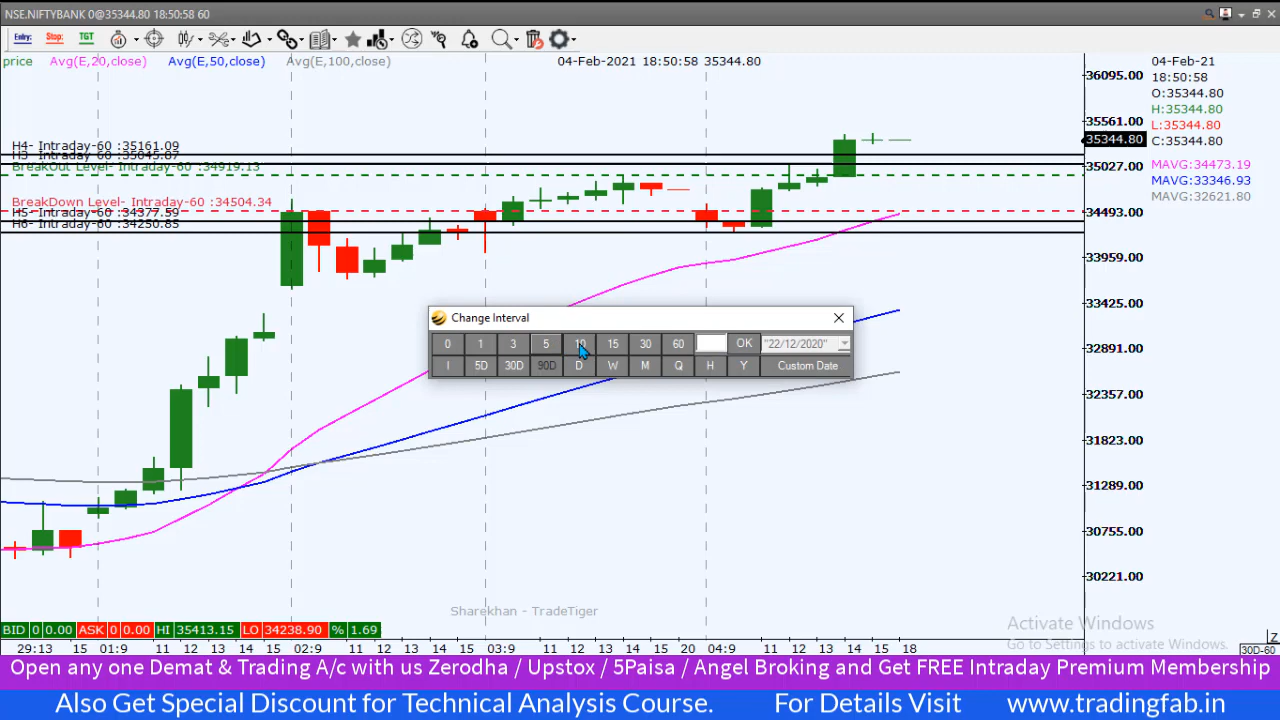 NSE.NIFTYBANK 0@35344.80 18:50:58 60
Entry: Stop: TGT
price Avg(E,20,close) Avg(E,50,close) Avg(E,100,close) 04-Feb-2021 18:50:58 35344.80
04-Feb-21
18:50:58
O:35344.80
H:35344.80
L:35344.80
C:35344.80
MAVG:34473.19
MAVG:33346.93
MAVG:32621.80
36095.00
35561.00
35344.80
35027.00
34493.00
33959.00
33425.00
32891.00
32357.00
31823.00
31289.00
30755.00
30221.00
H4- Intraday-60 :35161.09
H3- Intraday-60 :35045.87
BreakOut Level- Intraday-60 :34919.13
BreakDown Level- Intraday-60 :34504.34
H5- Intraday-60 :34377.59
H6- Intraday-60 :34250.85
Change Interval
0 1 3 5 10 15 30 60 OK "22/12/2020"
I 5D 30D 90D D W M Q H Y Custom Date
Sharekhan - TradeTiger
Activate Windows
Go to Settings to activate Windows.
BID 0 0.00 ASK 0 0.00 HI 35413.15 LO 34238.90 % 1.69
Z
29:13 15 01:9 11 12 13 14 15 02:9 11 12 13 14 15 03:9 11 12 13 14 15 20 04:9 11 12 13 14 15 18 30D-60
Open any one Demat & Trading A/c with us Zerodha / Upstox / 5Paisa / Angel Broking and Get FREE Intraday Premium Membership
Also Get Special Discount for Technical Analysis Course. For Details Visit www.tradingfab.in